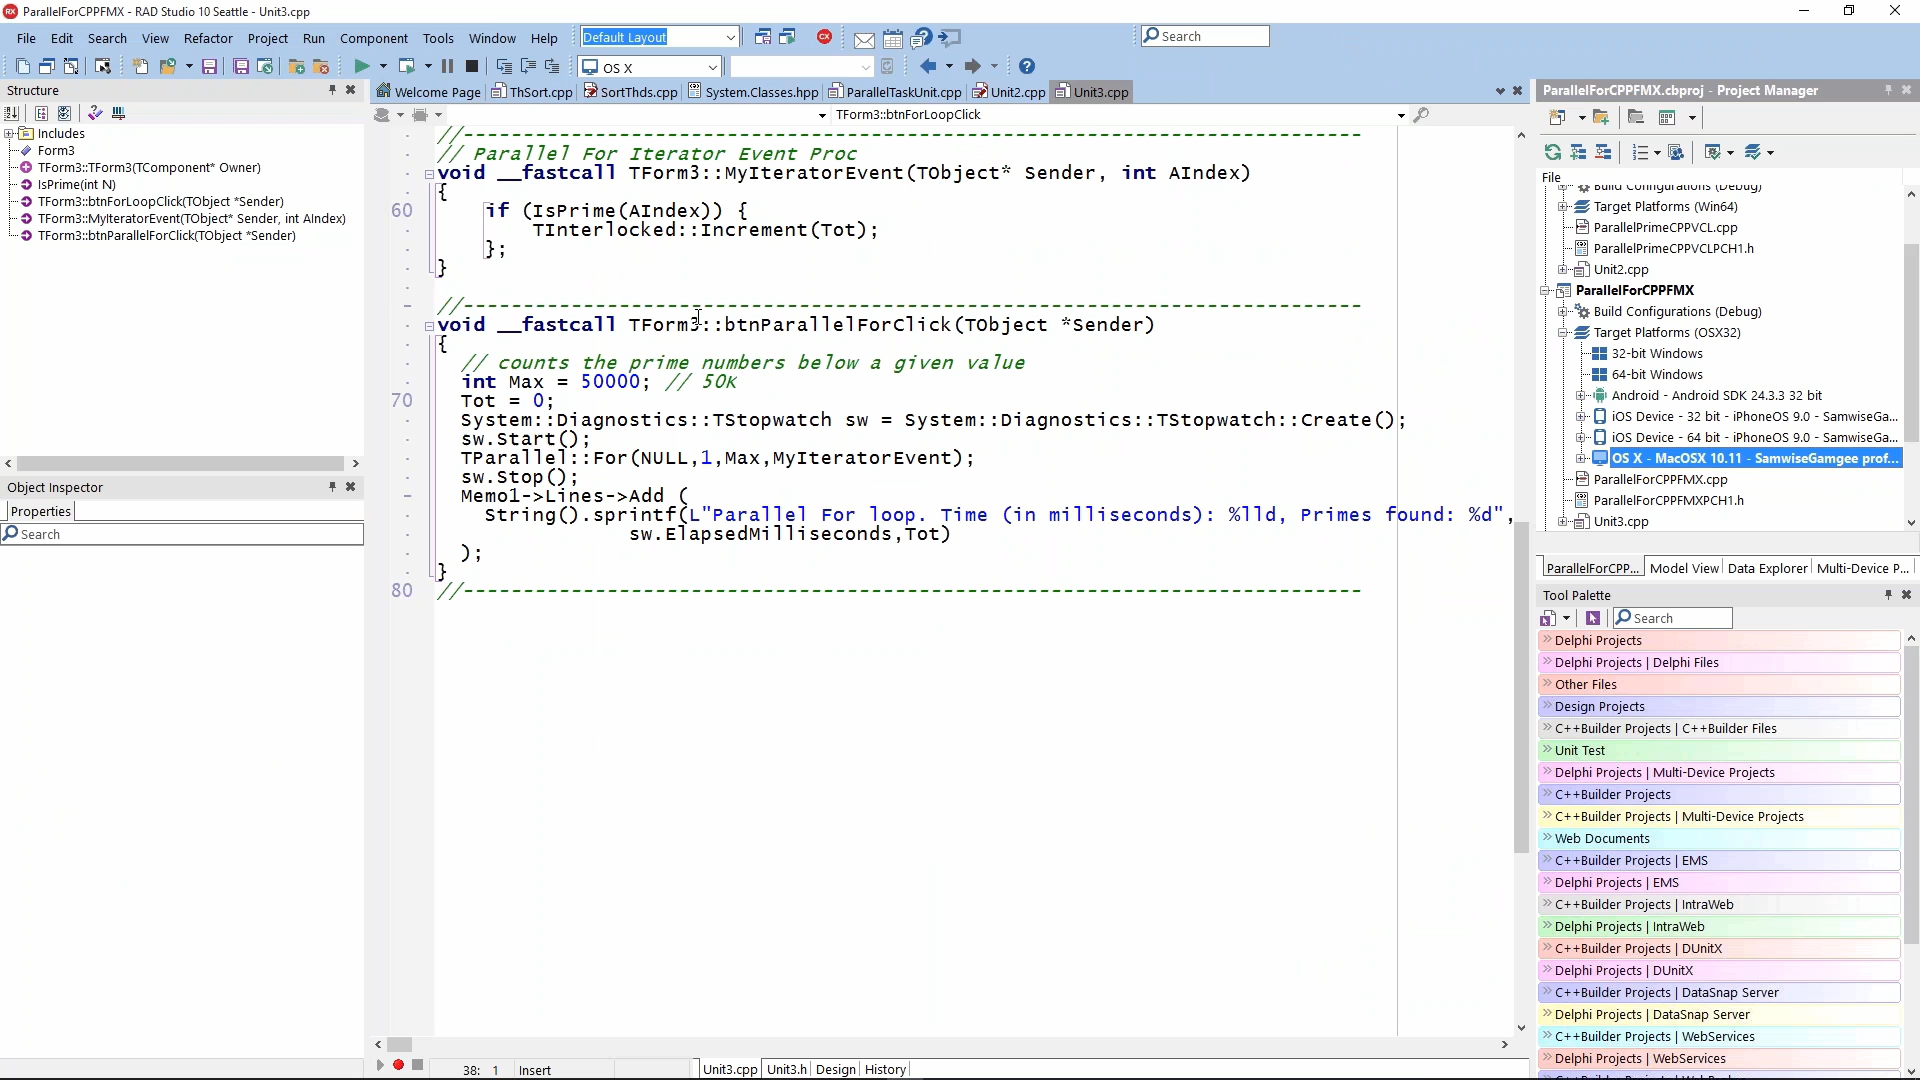 ParallelForCPPFMX - RAD Studio 10 Seattle - Unit3.cpp
File Edit Search View Refactor Project Run Component Tools Window Help
Default Layout
Search
OS X
Structure
Includes
Form3
TForm3::TForm3(TComponent* Owner)
IsPrime(int N)
TForm3::btnForLoopClick(TObject *Sender)
TForm3::MyIteratorEvent(TObject* Sender, int AIndex)
TForm3::btnParallelForClick(TObject *Sender)
Object Inspector
Properties
Search
Welcome Page ThSort.cpp SortThds.cpp System.Classes.hpp ParallelTaskUnit.cpp Unit2.cpp Unit3.cpp
TForm3::btnForLoopClick
//---------------------------------------------------------------------------
// Parallel For Iterator Event Proc
void __fastcall TForm3::MyIteratorEvent(TObject* Sender, int AIndex)
{
60 if (IsPrime(AIndex)) {
TInterlocked::Increment(Tot);
};
}
//---------------------------------------------------------------------------
void __fastcall TForm3::btnParallelForClick(TObject *Sender)
{
// counts the prime numbers below a given value
int Max = 50000; // 50K
70 Tot = 0;
System::Diagnostics::TStopwatch sw = System::Diagnostics::TStopwatch::Create();
sw.Start();
TParallel::For(NULL,1,Max,MyIteratorEvent);
sw.Stop();
Memo1->Lines->Add (
String().sprintf(L"Parallel For loop. Time (in milliseconds): %lld, Primes found: %d",
sw.ElapsedMilliseconds,Tot)
);
}
80 //---------------------------------------------------------------------------
38: 1 Insert
Unit3.cpp Unit3.h Design History
ParallelForCPPFMX.cbproj - Project Manager
File
Build Configurations (Debug)
Target Platforms (Win64)
ParallelPrimeCPPVCL.cpp
ParallelPrimeCPPVCLPCH1.h
Unit2.cpp
ParallelForCPPFMX
Build Configurations (Debug)
Target Platforms (OSX32)
32-bit Windows
64-bit Windows
Android - Android SDK 24.3.3 32 bit
iOS Device - 32 bit - iPhoneOS 9.0 - SamwiseGa...
iOS Device - 64 bit - iPhoneOS 9.0 - SamwiseGa...
OS X - MacOSX 10.11 - SamwiseGamgee prof...
ParallelForCPPFMX.cpp
ParallelForCPPFMXPCH1.h
Unit3.cpp
ParallelForCPP... Model View Data Explorer Multi-Device P...
Tool Palette
Search
Delphi Projects
Delphi Projects | Delphi Files
Other Files
Design Projects
C++Builder Projects | C++Builder Files
Unit Test
Delphi Projects | Multi-Device Projects
C++Builder Projects
C++Builder Projects | Multi-Device Projects
Web Documents
C++Builder Projects | EMS
Delphi Projects | EMS
C++Builder Projects | IntraWeb
Delphi Projects | IntraWeb
C++Builder Projects | DUnitX
Delphi Projects | DUnitX
C++Builder Projects | DataSnap Server
Delphi Projects | DataSnap Server
C++Builder Projects | WebServices
Delphi Projects | WebServices